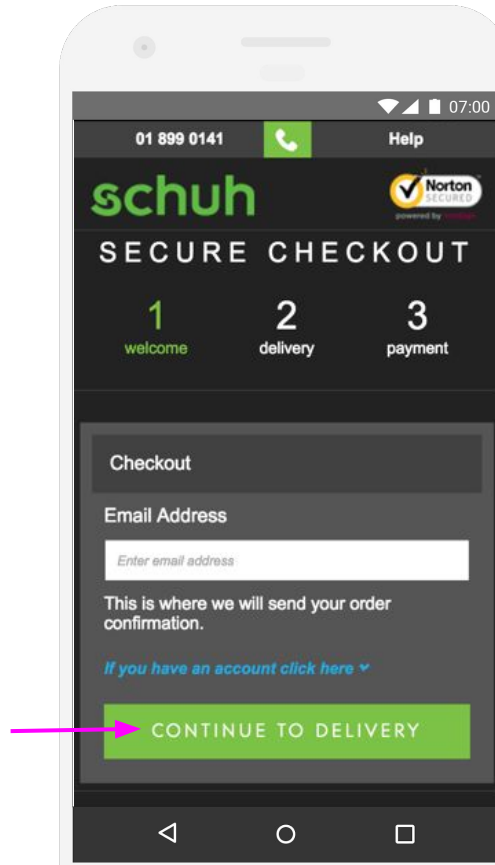 07:00
01 899 0141 Help
schuh
Norton
SECURED
powered by
SECURE CHECKOUT
1 2 3
welcome delivery payment
Checkout
Email Address
Enter email address
This is where we will send your order
confirmation.
If you have an account click here
CONTINUE TO DELIVERY